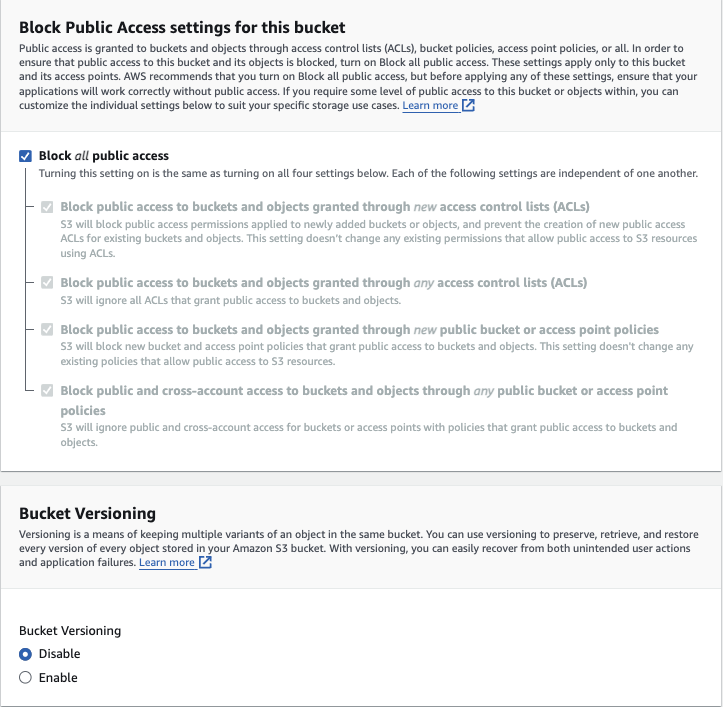 Block Public Access settings for this bucket
Public access is granted to buckets and objects through access control lists (ACLs), bucket policies, access point policies, or all. In order to
ensure that public access to this bucket and its objects is blocked, turn on Block all public access. These settings apply only to this bucket
and its access points. AWS recommends that you turn on Block all public access, but before applying any of these settings, ensure that your
applications will work correctly without public access. If you require some level of public access to this bucket or objects within, you can
customize the individual settings below to suit your specific storage use cases. Learn more
Block all public access
Turning this setting on is the same as turning on all four settings below. Each of the following settings are independent of one another.
Block public access to buckets and objects granted through new access control lists (ACLs)
S3 will block public access permissions applied to newly added buckets or objects, and prevent the creation of new public access
ACLs for existing buckets and objects. This setting doesn't change any existing permissions that allow public access to S3 resources
using ACLs.
Block public access to buckets and objects granted through any access control lists (ACLs)
S3 will ignore all ACLs that grant public access to buckets and objects.
Block public access to buckets and objects granted through new public bucket or access point policies
S3 will block new bucket and access point policies that grant public access to buckets and objects. This setting doesn't change any
existing policies that allow public access to S3 resources.
Block public and cross-account access to buckets and objects through any public bucket or access point
policies
S3 will ignore public and cross-account access for buckets or access points with policies that grant public access to buckets and
objects.
Bucket Versioning
Versioning is a means of keeping multiple variants of an object in the same bucket. You can use versioning to preserve, retrieve, and restore
every version of every object stored in your Amazon S3 bucket. With versioning, you can easily recover from both unintended user actions
and application failures. Learn more
Bucket Versioning
Disable
Enable